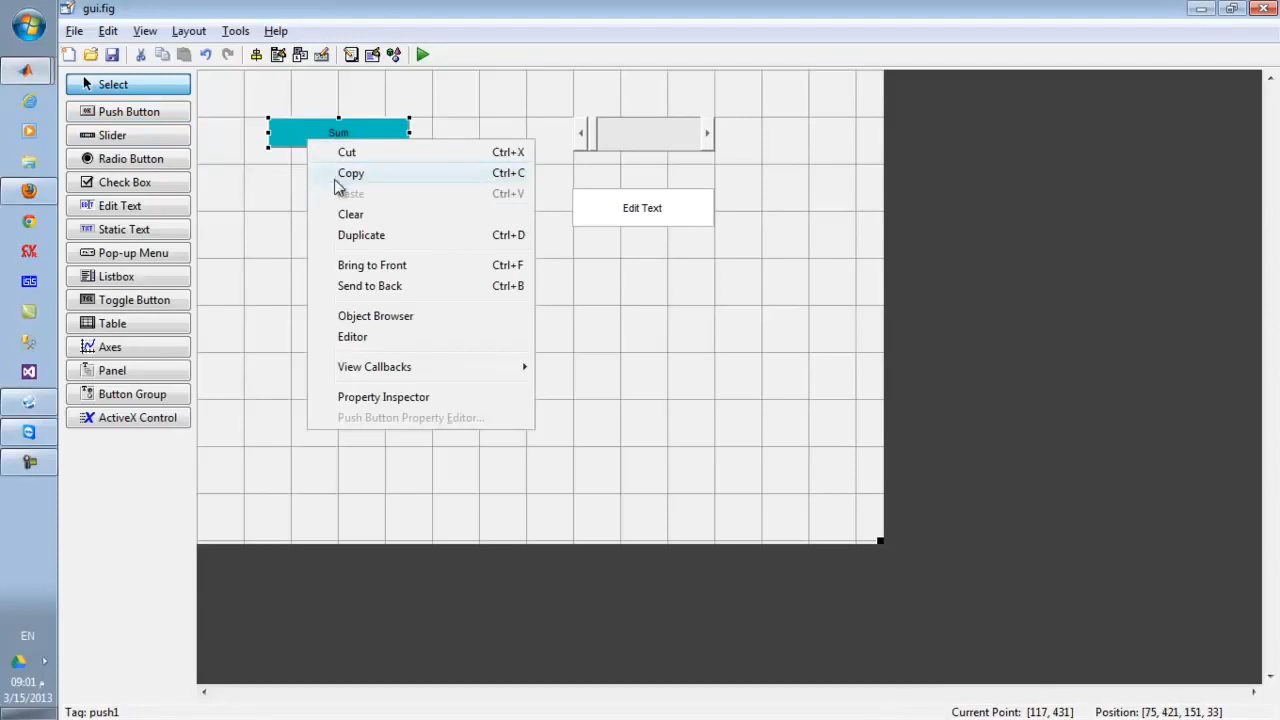 gui.fig
File Edit View Layout Tools Help
Select
Push Button
Slider
Radio Button
Check Box
Edit Text
Static Text
Pop-up Menu
Listbox
Toggle Button
Table
Axes
Panel
Button Group
ActiveX Control
Sum
Cut Ctrl+X
Copy Ctrl+C
Ctrl+V
Clear
Duplicate Ctrl+D
Bring to Front Ctrl+F
Send to Back Ctrl+B
Object Browser
Editor
View Callbacks
Property Inspector
Push Button Property Editor...
Edit Text
EN
09:01 م
3/15/2013
Tag: push1
Current Point: [117, 431] Position: [75, 421, 151, 33]